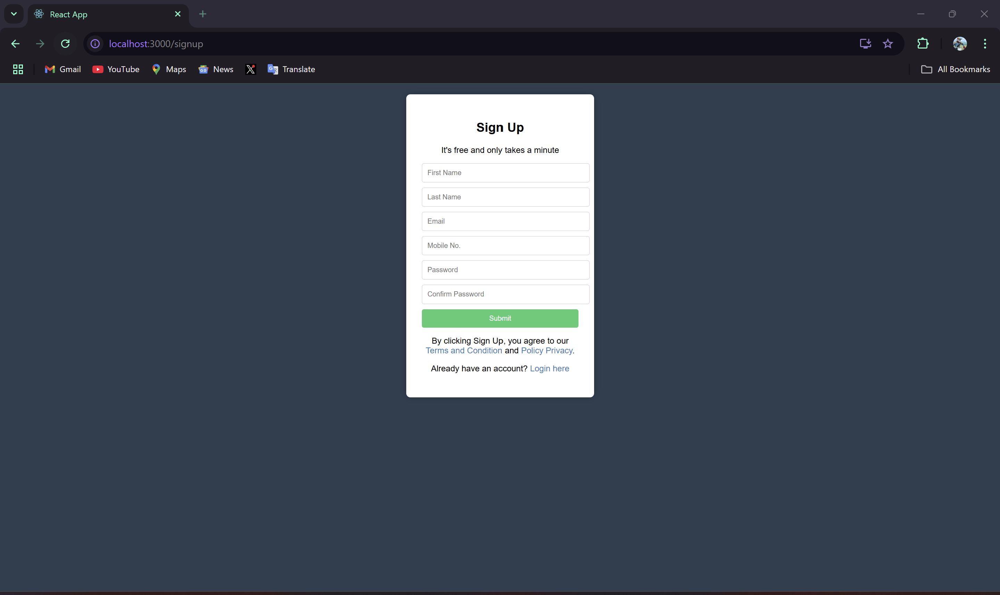 React App
localhost:3000/signup
Gmail YouTube Maps News Translate All Bookmarks
Sign Up
It's free and only takes a minute
First Name
Last Name
Email
Mobile No.
Password
Confirm Password
Submit
By clicking Sign Up, you agree to our
Terms and Condition and Policy Privacy.
Already have an account? Login here